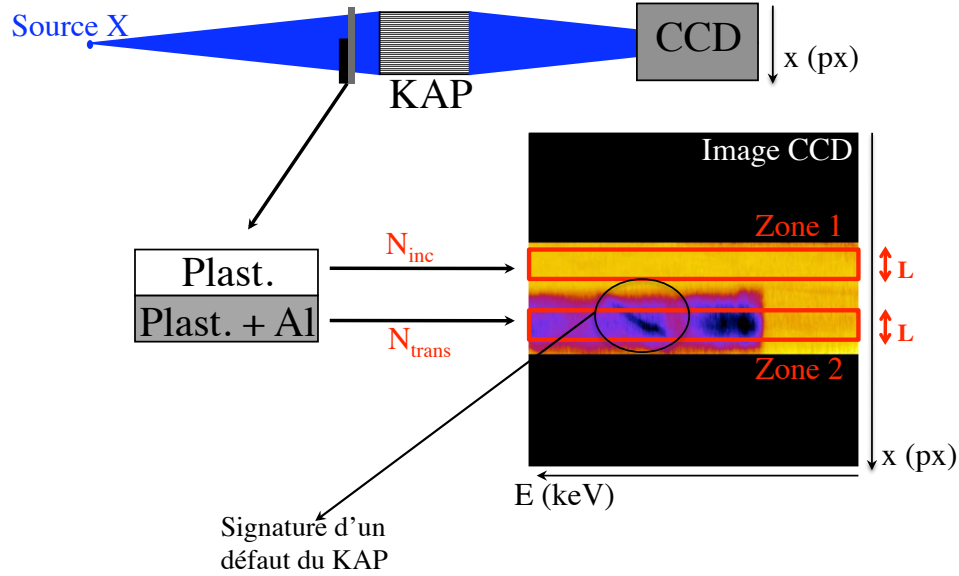 Source X
CCD
x (px)
KAP
Image CCD
Zone 1
N_inc
L
Plast.
Plast. + Al
N_trans
L
Zone 2
x (px)
E (keV)
Signature d'un
défaut du KAP